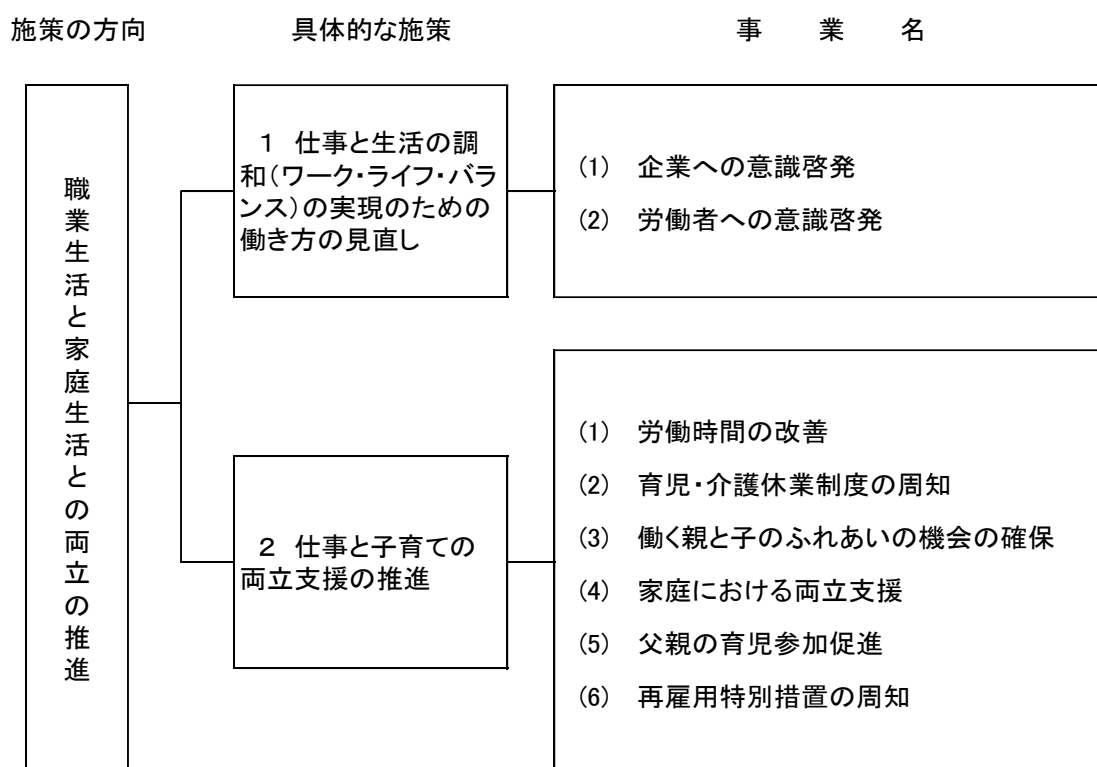 施策の方向 具体的な施策 事 業 名
職業生活と家庭生活との両立の推進
1 仕事と生活の調
和(ワーク・ライフ・バラ
ンス)の実現のための
働き方の見直し
(1) 企業への意識啓発
(2) 労働者への意識啓発
2 仕事と子育ての
両立支援の推進
(1) 労働時間の改善
(2) 育児・介護休業制度の周知
(3) 働く親と子のふれあいの機会の確保
(4) 家庭における両立支援
(5) 父親の育児参加促進
(6) 再雇用特別措置の周知